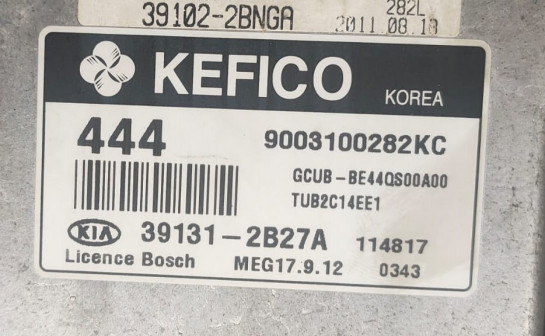 282L
39102-2BNGA 2011.08.18
KEFICO KOREA
444 9003100282KC
GCUB-BE44QS00A00
TUB2C14EE1
KIA 39131-2B27A 114817
Licence Bosch MEG17.9.12 0343